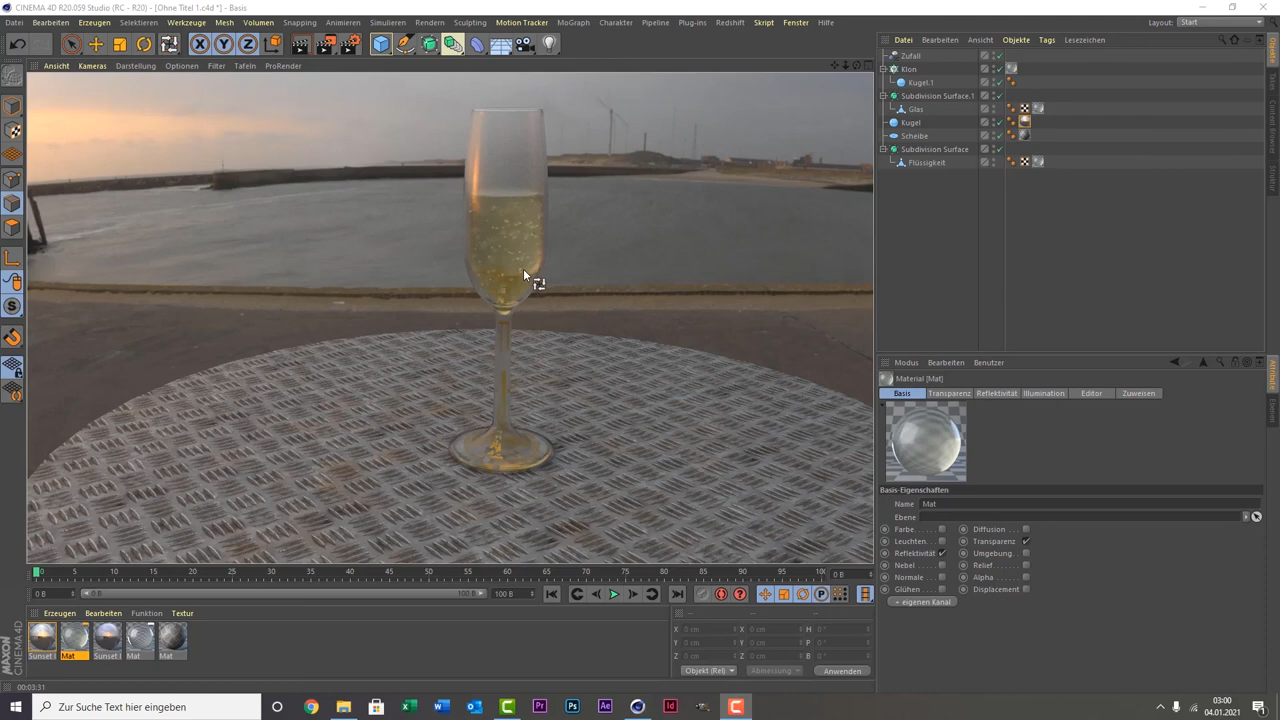 CINEMA 4D R20.059 Studio (RC - R20) - [Ohne Titel 1.c4d *] - Basis
Datei Bearbeiten Erzeugen Selektieren Werkzeuge Mesh Volumen Snapping Animieren Simulieren Rendern Sculpting Motion Tracker MoGraph Charakter Pipeline Plug-ins Redshift Skript Fenster Hilfe Layout: Start
X Y Z
Datei Bearbeiten Ansicht Objekte Tags Lesezeichen
Ansicht Kameras Darstellung Optionen Filter Tafeln ProRender
Zufall
Klon
Kugel.1
Subdivision Surface.1
Glas
Kugel
Scheibe
Subdivision Surface
Flüssigkeit
Objekte
Takes
Content Browser
Struktur
Modus Bearbeiten Benutzer
Material [Mat]
Basis Transparenz Reflektivität Illumination Editor Zuweisen
Attribute
Ebenen
Basis-Eigenschaften
Name Mat
Ebene
Farbe. . . Diffusion . . .
Leuchten. . . Transparenz
Reflektivität Umgebung. .
Nebel . . . Relief. . . .
Normale . . Alpha . . . .
Glühen. . . Displacement
+ eigenen Kanal
0 5 10 15 20 25 30 35 40 45 50 55 60 65 70 75 80 85 90 95 100 0 B
0 B 0 B 100 B 100 B
Erzeugen Bearbeiten Funktion Textur
Sunset Mat Sunset Mat Mat
X 0 cm X 0 cm H 0 °
Y 0 cm Y 0 cm P 0 °
Z 0 cm Z 0 cm B 0 °
Objekt (Rel) Abmessung Anwenden
MAXON CINEMA 4D
00:03:31
Zur Suche Text hier eingeben
03:00
04.01.2021